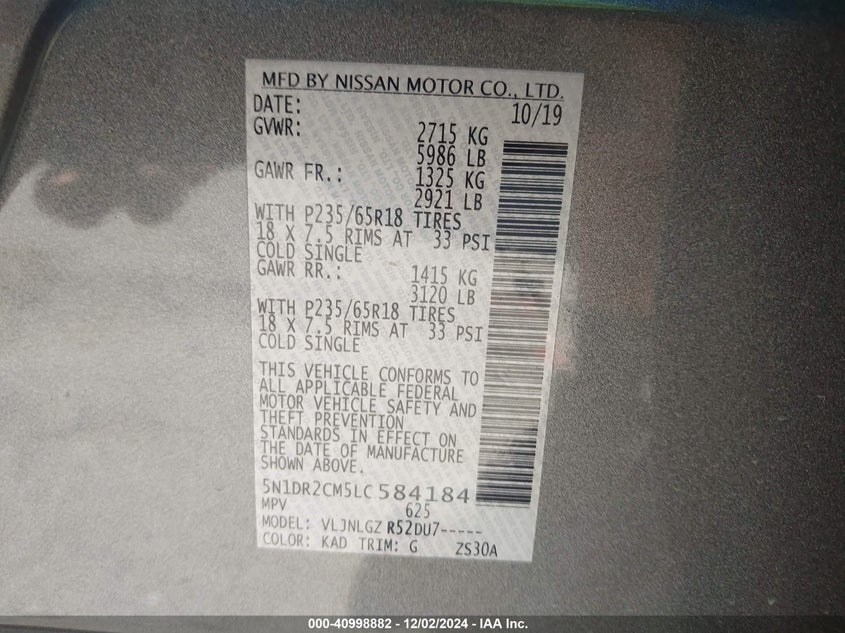 MFD BY NISSAN MOTOR CO., LTD.
DATE: 10/19
GVWR: 2715 KG
5986 LB
GAWR FR.: 1325 KG
2921 LB
WITH P235/65R18 TIRES
18 X 7.5 RIMS AT 33 PSI
COLD SINGLE
GAWR RR.: 1415 KG
3120 LB
WITH P235/65R18 TIRES
18 X 7.5 RIMS AT 33 PSI
COLD SINGLE
THIS VEHICLE CONFORMS TO
ALL APPLICABLE FEDERAL
MOTOR VEHICLE SAFETY AND
THEFT PREVENTION
STANDARDS IN EFFECT ON
THE DATE OF MANUFACTURE
SHOWN ABOVE.
5N1DR2CM5LC584184
MPV 625
MODEL: VLJNLGZ R52DU7-----
COLOR: KAD TRIM: G ZS30A
000-40998882 - 12/02/2024 - IAA Inc.